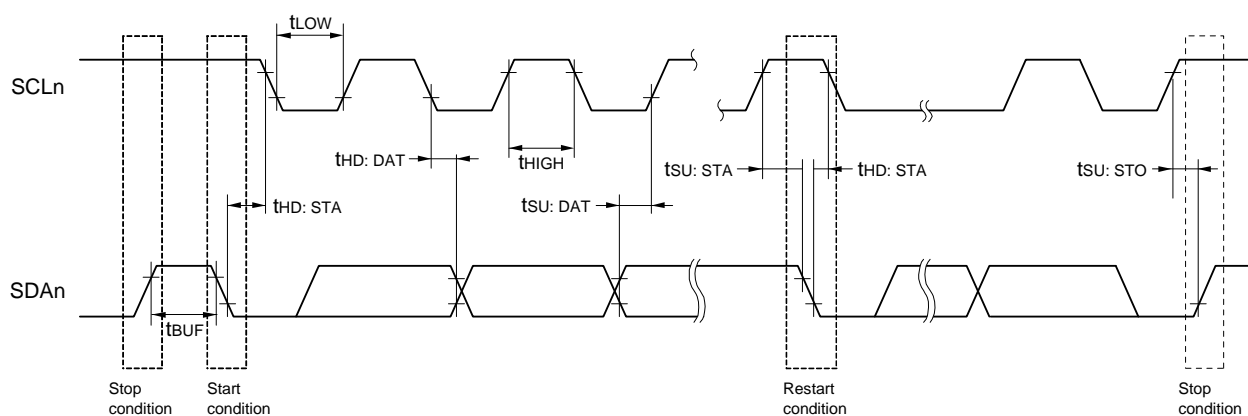 tLOW
SCLn
tHD: DAT
tHIGH
tSU: STA
tHD: STA
tSU: STO
tHD: STA
tSU: DAT
SDAn
tBUF
Stop
condition
Start
condition
Restart
condition
Stop
condition